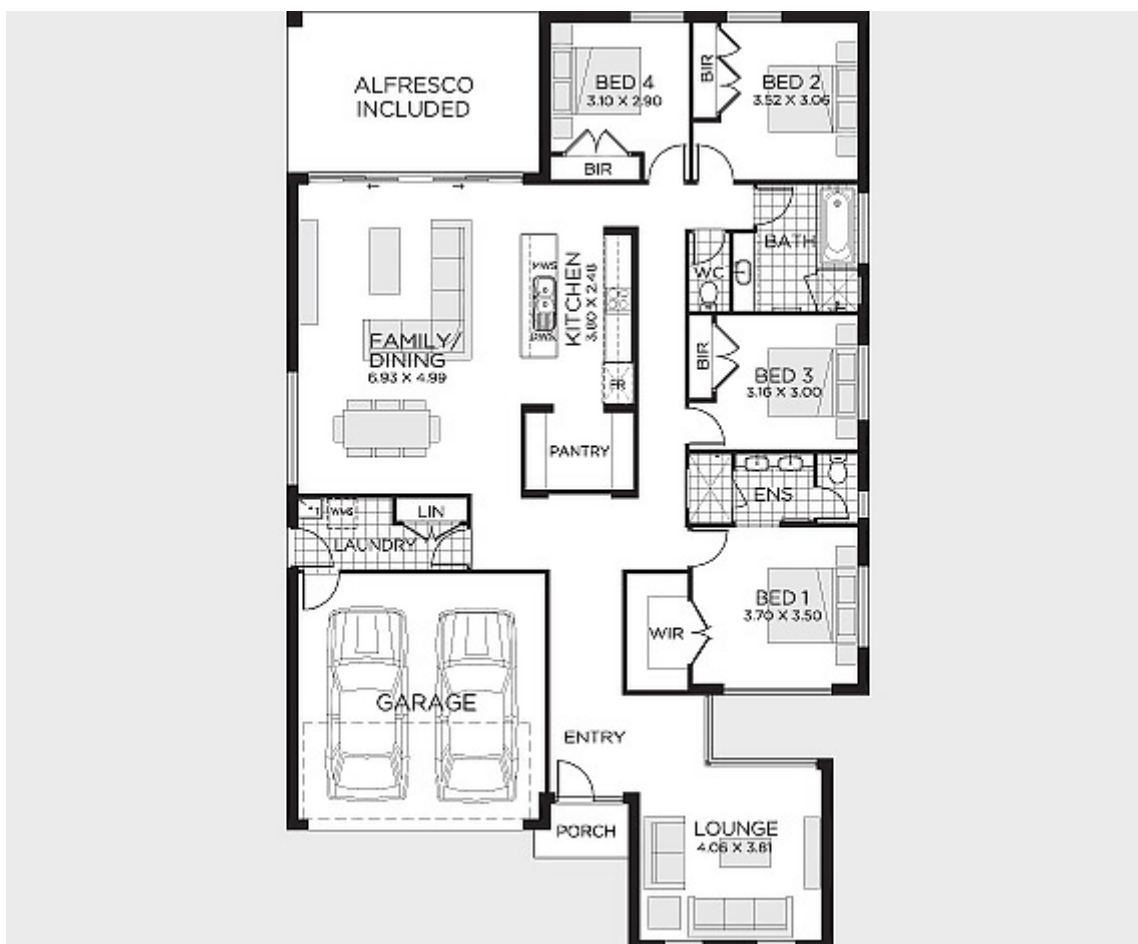 ALFRESCO
INCLUDED
BED 4
3.10 X 2.90
BIR
BIR
BED 2
3.52 X 3.06
BATH
WC
KITCHEN
3.80 X 2.48
FR
FAMILY/
DINING
6.93 X 4.99
BIR
BED 3
3.16 X 3.00
PANTRY
ENS
LIN
LAUNDRY
BED 1
3.70 X 3.50
WIR
GARAGE
ENTRY
PORCH
LOUNGE
4.06 X 3.81